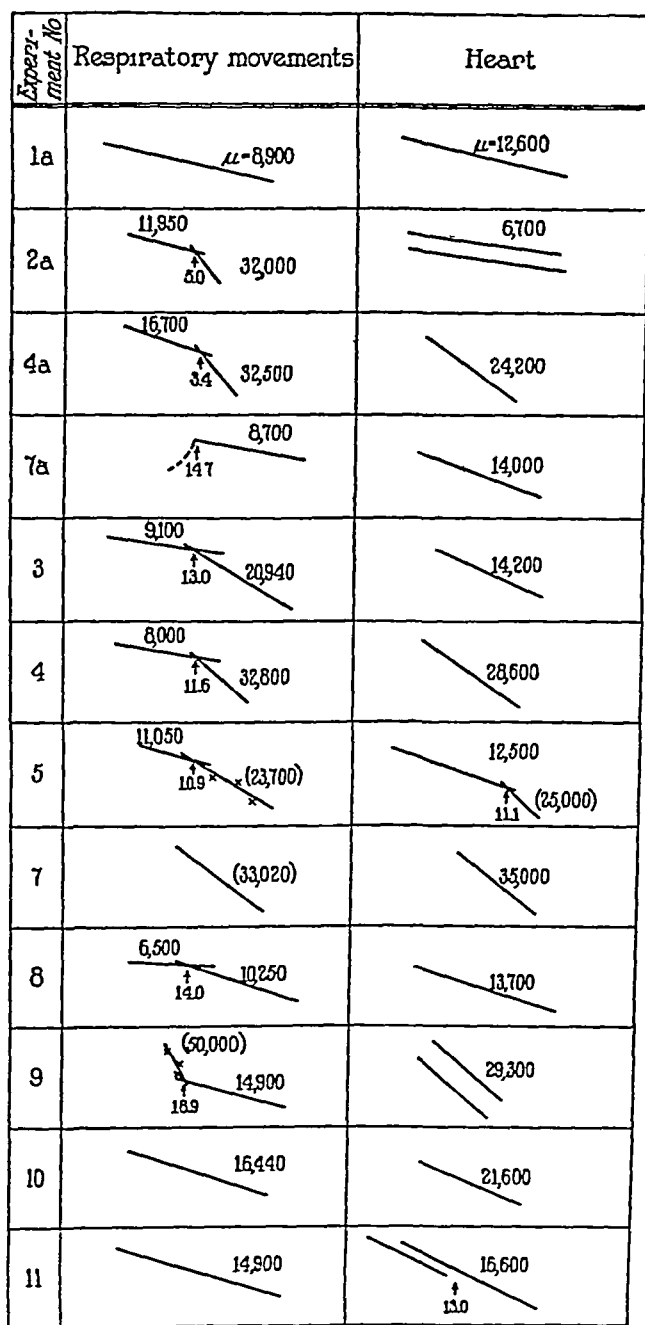 Experiment No Respiratory movements Heart
1a μ=8,900 μ=12,600
2a 11,950 5.0 32,000 6,700
4a 16,700 3.4 32,500 24,200
7a 14.7 8,700 14,000
3 9,100 13.0 20,940 14,200
4 8,000 11.6 32,800 28,600
5 11,050 10.9 (23,700) 12,500 11.1 (25,000)
7 (33,020) 35,000
8 6,500 14.0 10,250 13,700
9 (50,000) 14,900 29,300
10 16,440 21,600
11 14,900 16,600 13.0